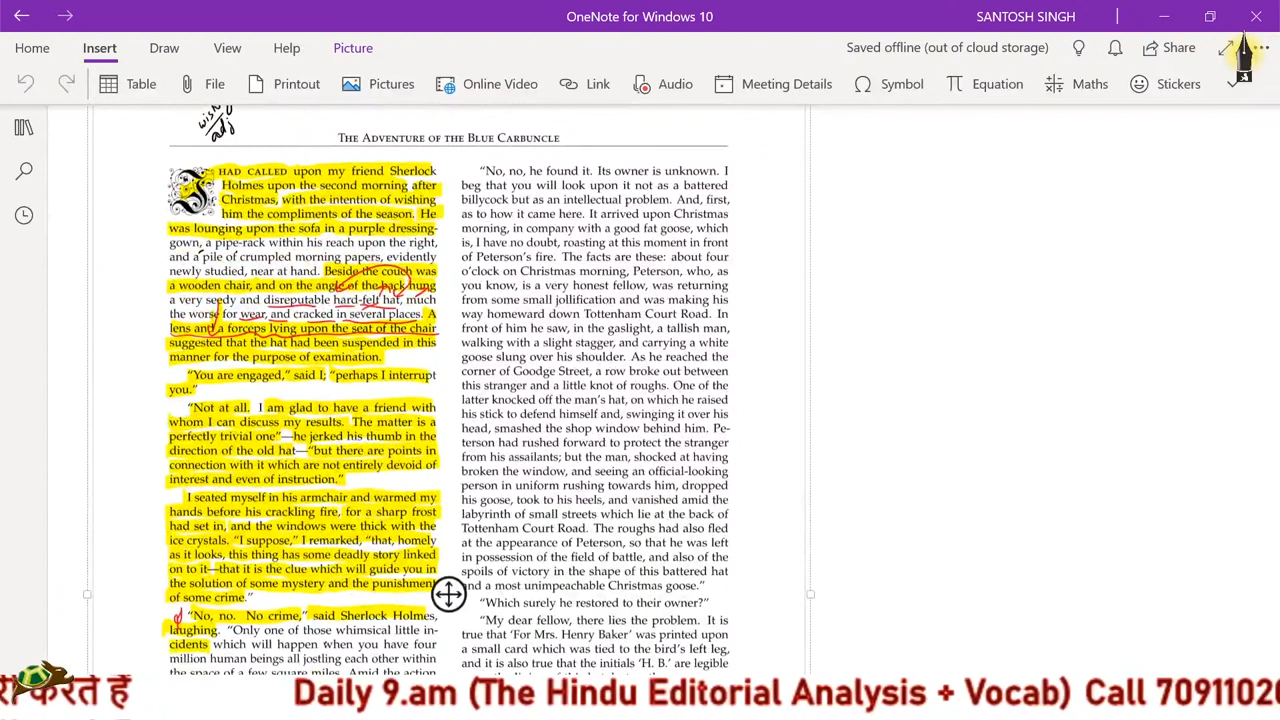 OneNote for Windows 10
SANTOSH SINGH
Home
Insert
Draw
View
Help
Picture
Saved offline (out of cloud storage)
Share
Table
File
Printout
Pictures
Online Video
Link
Audio
Meeting Details
Symbol
Equation
Maths
Stickers
adj
The Adventure of the Blue Carbuncle
I HAD CALLED upon my friend Sherlock
Holmes upon the second morning after
Christmas, with the intention of wishing
him the compliments of the season. He
was lounging upon the sofa in a purple dressing-
gown, a pipe-rack within his reach upon the right,
and a pile of crumpled morning papers, evidently
newly studied, near at hand. Beside the couch was
a wooden chair, and on the angle of the back hung
a very seedy and disreputable hard-felt hat, much
the worse for wear, and cracked in several places. A
lens and a forceps lying upon the seat of the chair
suggested that the hat had been suspended in this
manner for the purpose of examination.
“You are engaged,” said I; “perhaps I interrupt
you.”
“Not at all. I am glad to have a friend with
whom I can discuss my results. The matter is a
perfectly trivial one”—he jerked his thumb in the
direction of the old hat—“but there are points in
connection with it which are not entirely devoid of
interest and even of instruction.”
I seated myself in his armchair and warmed my
hands before his crackling fire, for a sharp frost
had set in, and the windows were thick with the
ice crystals. “I suppose,” I remarked, “that, homely
as it looks, this thing has some deadly story linked
on to it—that it is the clue which will guide you in
the solution of some mystery and the punishment
of some crime.”
“No, no. No crime,” said Sherlock Holmes,
laughing. “Only one of those whimsical little in-
cidents which will happen when you have four
million human beings all jostling each other within
the space of a few square miles. Amid the action
“No, no, he found it. Its owner is unknown. I
beg that you will look upon it not as a battered
billycock but as an intellectual problem. And, first,
as to how it came here. It arrived upon Christmas
morning, in company with a good fat goose, which
is, I have no doubt, roasting at this moment in front
of Peterson’s fire. The facts are these: about four
o’clock on Christmas morning, Peterson, who, as
you know, is a very honest fellow, was returning
from some small jollification and was making his
way homeward down Tottenham Court Road. In
front of him he saw, in the gaslight, a tallish man,
walking with a slight stagger, and carrying a white
goose slung over his shoulder. As he reached the
corner of Goodge Street, a row broke out between
this stranger and a little knot of roughs. One of the
latter knocked off the man’s hat, on which he raised
his stick to defend himself and, swinging it over his
head, smashed the shop window behind him. Pe-
terson had rushed forward to protect the stranger
from his assailants; but the man, shocked at having
broken the window, and seeing an official-looking
person in uniform rushing towards him, dropped
his goose, took to his heels, and vanished amid the
labyrinth of small streets which lie at the back of
Tottenham Court Road. The roughs had also fled
at the appearance of Peterson, so that he was left
in possession of the field of battle, and also of the
spoils of victory in the shape of this battered hat
and a most unimpeachable Christmas goose.”
“Which surely he restored to their owner?”
“My dear fellow, there lies the problem. It is
true that ‘For Mrs. Henry Baker’ was printed upon
a small card which was tied to the bird’s left leg,
and it is also true that the initials ‘H. B.’ are legible
करते हैं Daily 9.am (The Hindu Editorial Analysis + Vocab) Call 7091102